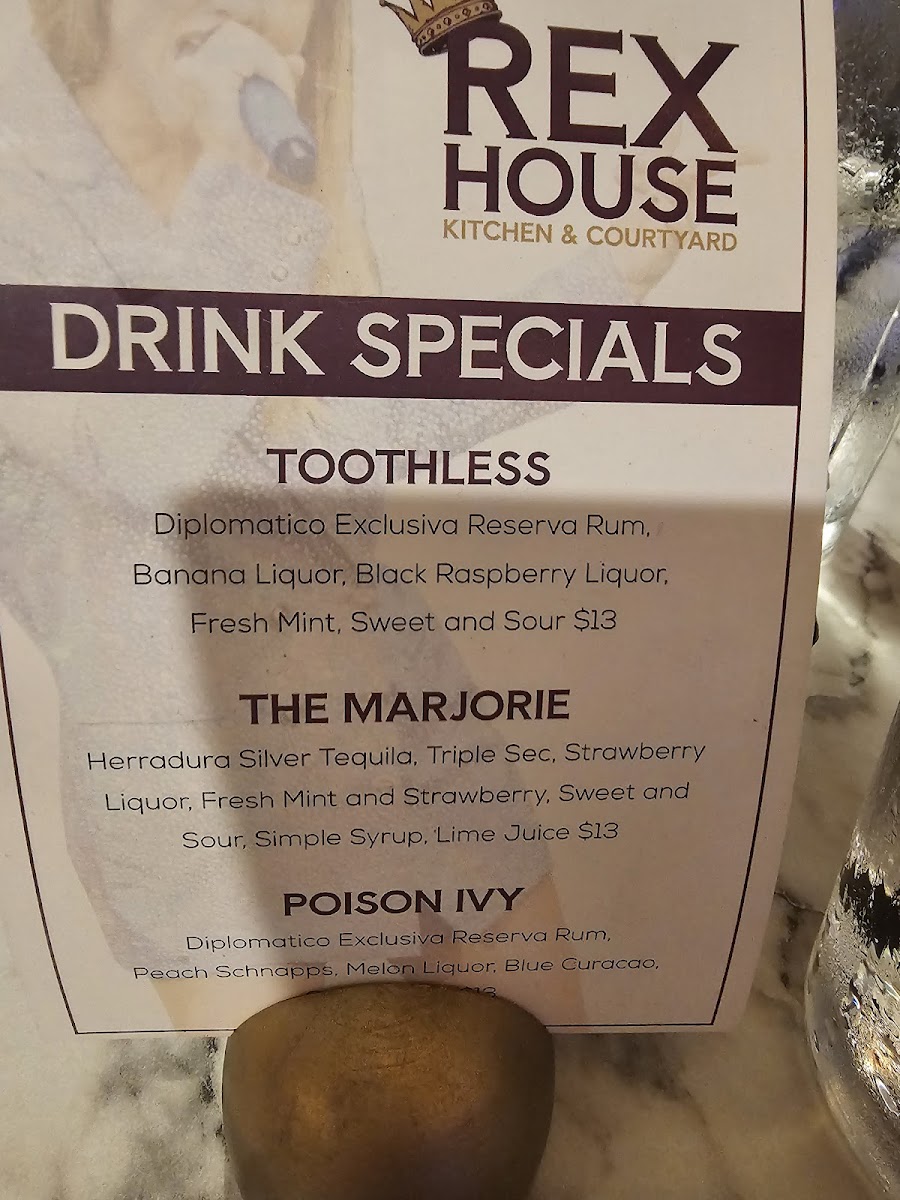 REX
HOUSE
KITCHEN & COURTYARD
DRINK SPECIALS
TOOTHLESS
Diplomatico Exclusiva Reserva Rum,
Banana Liquor, Black Raspberry Liquor,
Fresh Mint, Sweet and Sour $13
THE MARJORIE
Herradura Silver Tequila, Triple Sec, Strawberry
Liquor, Fresh Mint and Strawberry, Sweet and
Sour, Simple Syrup, Lime Juice $13
POISON IVY
Diplomatico Exclusiva Reserva Rum,
Peach Schnapps, Melon Liquor, Blue Curacao,